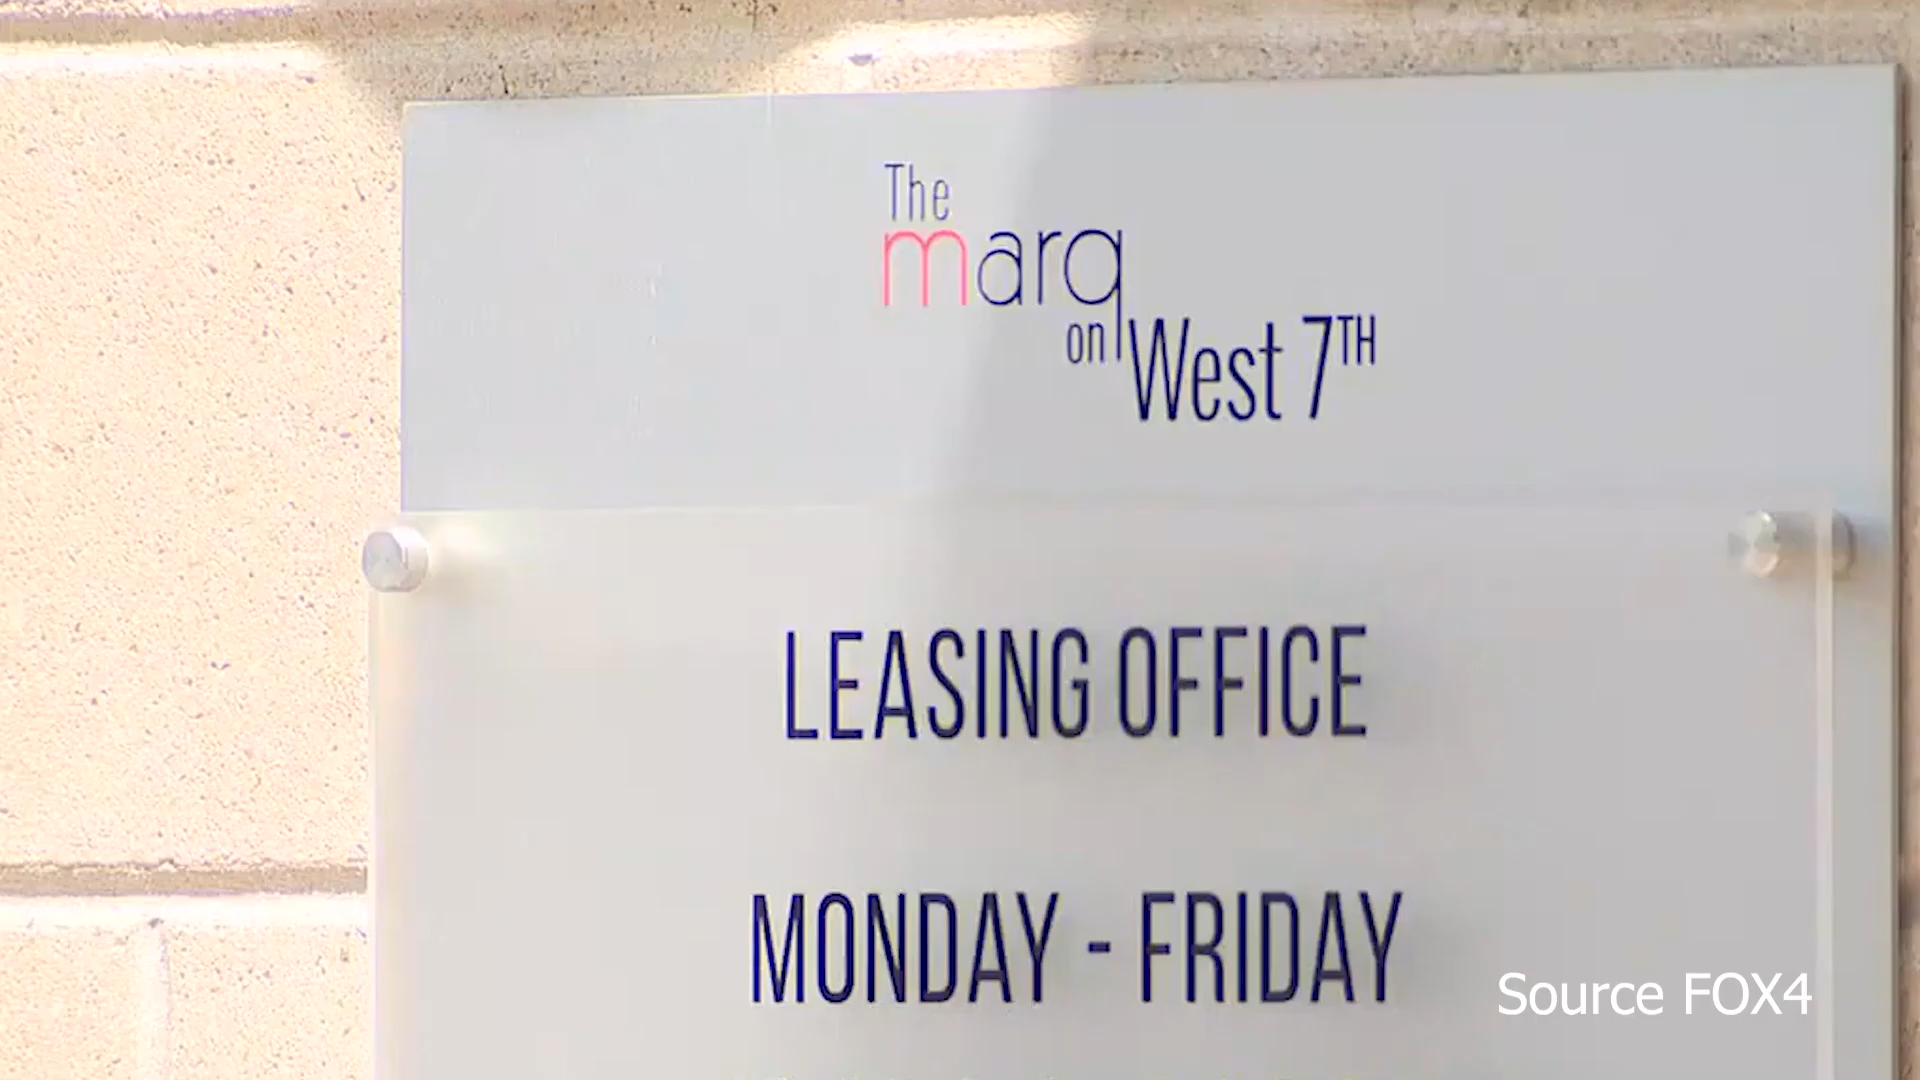 The
marq
on West 7TH
LEASING OFFICE
MONDAY - FRIDAY
Source FOX4